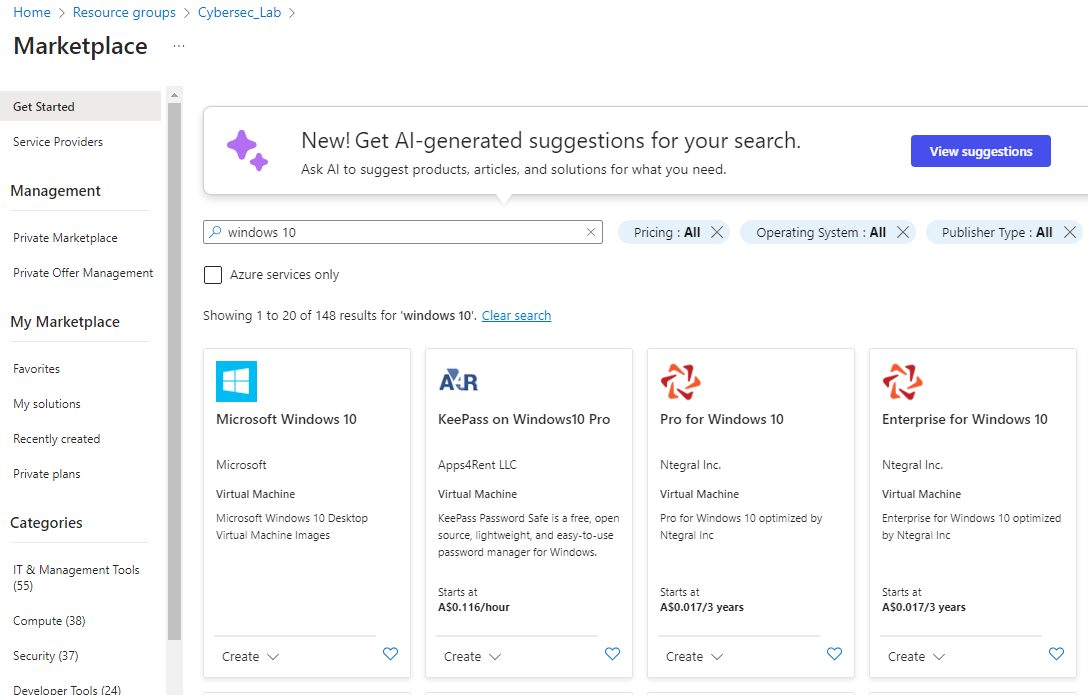 Home > Resource groups > Cybersec_Lab >
Marketplace ...
Get Started
Service Providers
Management
Private Marketplace
Private Offer Management
My Marketplace
Favorites
My solutions
Recently created
Private plans
Categories
IT & Management Tools
(55)
Compute (38)
Security (37)
Developer Tools (24)
New! Get AI-generated suggestions for your search.
Ask AI to suggest products, articles, and solutions for what you need.
View suggestions
windows 10
Pricing : All
Operating System : All
Publisher Type : All
Azure services only
Showing 1 to 20 of 148 results for 'windows 10'. Clear search
Microsoft Windows 10
Microsoft
Virtual Machine
Microsoft Windows 10 Desktop
Virtual Machine Images
Create
A4R
KeePass on Windows10 Pro
Apps4Rent LLC
Virtual Machine
KeePass Password Safe is a free, open
source, lightweight, and easy-to-use
password manager for Windows.
Starts at
A$0.116/hour
Create
Pro for Windows 10
Ntegral Inc.
Virtual Machine
Pro for Windows 10 optimized by
Ntegral Inc
Starts at
A$0.017/3 years
Create
Enterprise for Windows 10
Ntegral Inc.
Virtual Machine
Enterprise for Windows 10 optimized
by Ntegral Inc
Starts at
A$0.017/3 years
Create